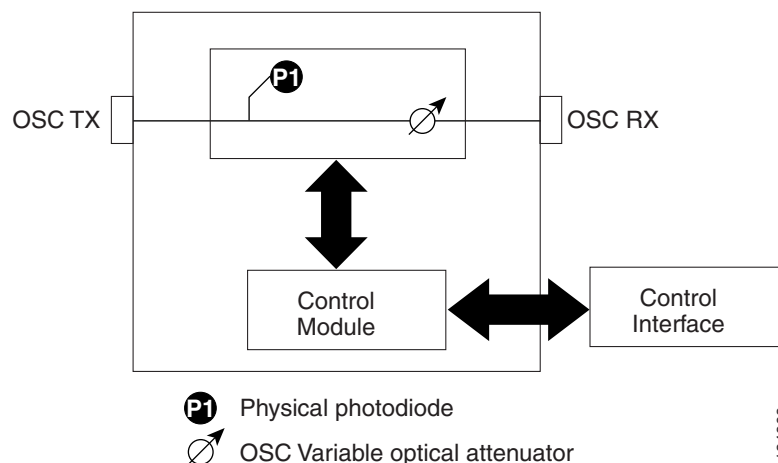 P1
OSC TX
OSC RX
Control
Module
Control
Interface
P1 Physical photodiode
OSC Variable optical attenuator